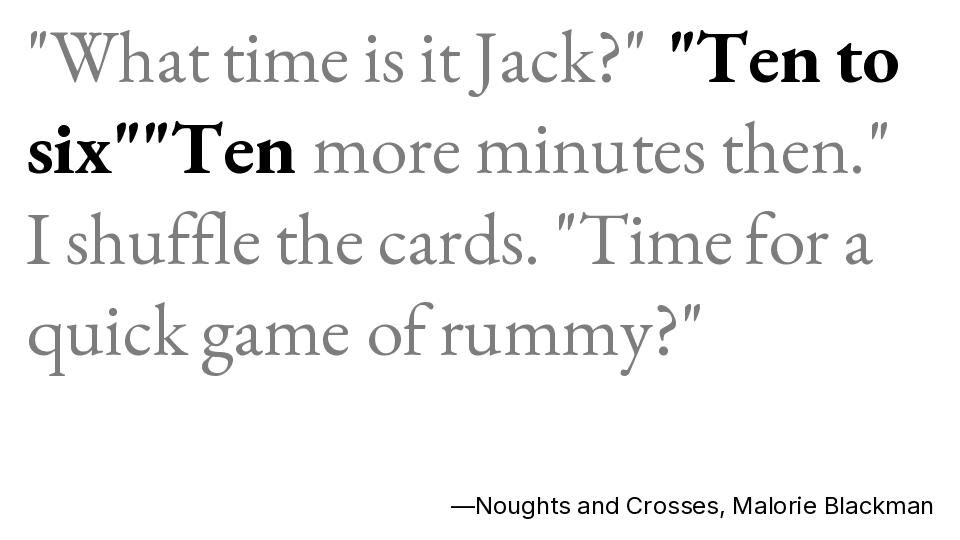 "What time is it Jack?" "Ten to
six""Ten more minutes then."
I shuffle the cards. "Time for a
quick game of rummy?"
—Noughts and Crosses, Malorie Blackman